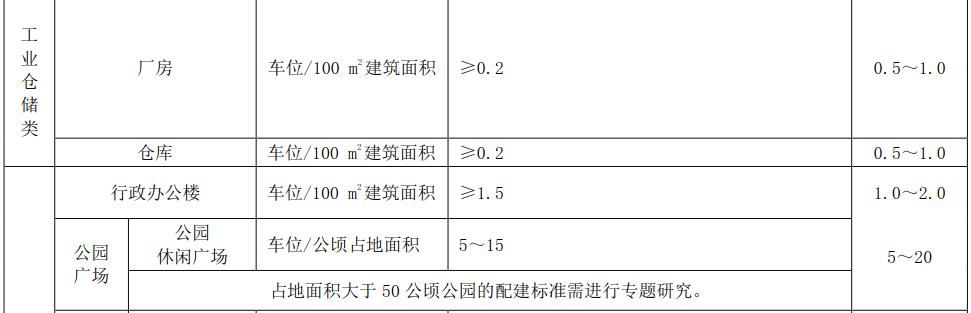 工
业
仓
储
类
厂房 车位/100 m²建筑面积 ≥0.2 0.5～1.0
仓库 车位/100 m²建筑面积 ≥0.2 0.5～1.0
行政办公楼 车位/100 m²建筑面积 ≥1.5 1.0～2.0
公园
广场
公园
休闲广场
车位/公顷占地面积 5～15 5～20
占地面积大于 50 公顷公园的配建标准需进行专题研究。